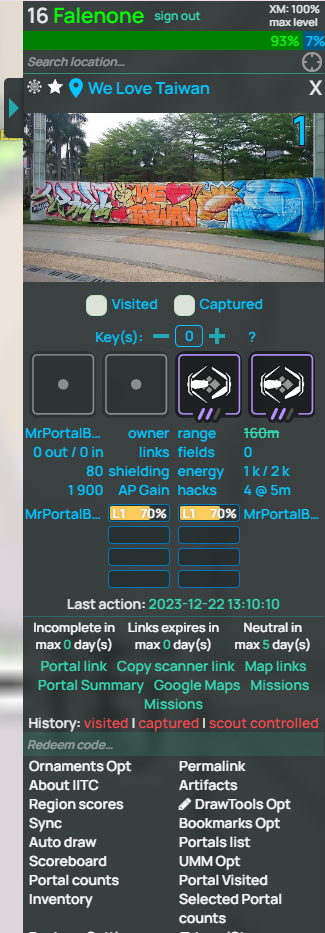 16 Falenone sign out
XM: 100%
max level
93% 7%
Search location...
We Love Taiwan X
1
WE
TAIWAN
Visited Captured
Key(s): 0 ?
MrPortalB... owner range 160m
0 out / 0 in links fields 0
80 shielding energy 1 k / 2 k
1 900 AP Gain hacks 4 @ 5m
MrPortalB... L1 70% L1 70% MrPortalB...
Last action: 2023-12-22 13:10:10
Incomplete in Links expires in Neutral in
max 0 day(s) max 0 day(s) max 5 day(s)
Portal link Copy scanner link Map links
Portal Summary Google Maps Missions
Missions
History: visited | captured | scout controlled
Redeem code...
Ornaments Opt Permalink
About IITC Artifacts
Region scores DrawTools Opt
Sync Bookmarks Opt
Auto draw Portals list
Scoreboard UMM Opt
Portal counts Portal Visited
Inventory Selected Portal
counts